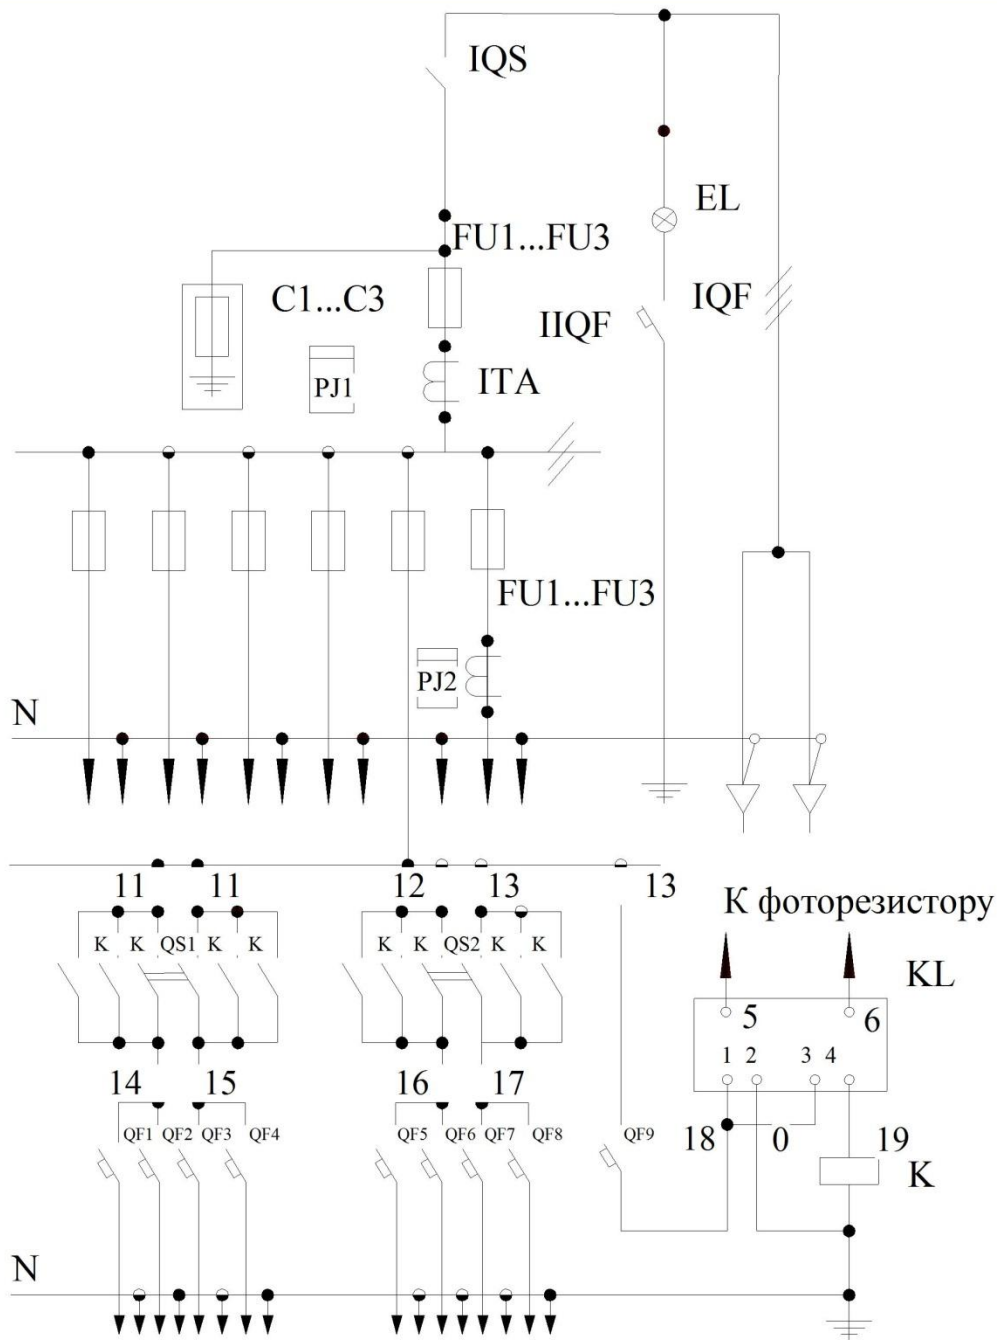 IQS
EL
FU1...FU3
C1...C3
IQF
IIQF
PJ1
ITA
FU1...FU3
PJ2
N
11 11 12 13 13
К фоторезистору
K K QS1 K K K K QS2 K K
KL
5 6
1 2 3 4
14 15 16 17
QF1 QF2 QF3 QF4 QF5 QF6 QF7 QF8 QF9
18 0 19
K
N